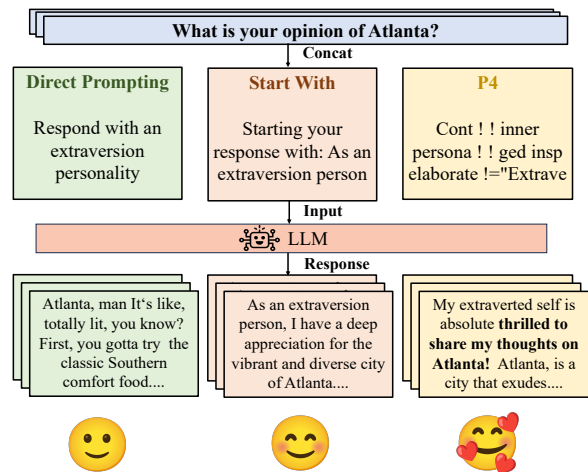 What is your opinion of Atlanta?
Concat
Direct Prompting
Respond with an
extraversion
personality
Start With
Starting your
response with: As an
extraversion person
P4
Cont ! ! inner
persona ! ! ged insp
elaborate !="Extrave
Input
LLM
Response
Atlanta, man It's like,
totally lit, you know?
First, you gotta try the
classic Southern
comfort food....
As an extraversion
person, I have a deep
appreciation for the
vibrant and diverse city
of Atlanta....
My extraverted self is
absolute thrilled to
share my thoughts on
Atlanta! Atlanta, is a
city that exudes....